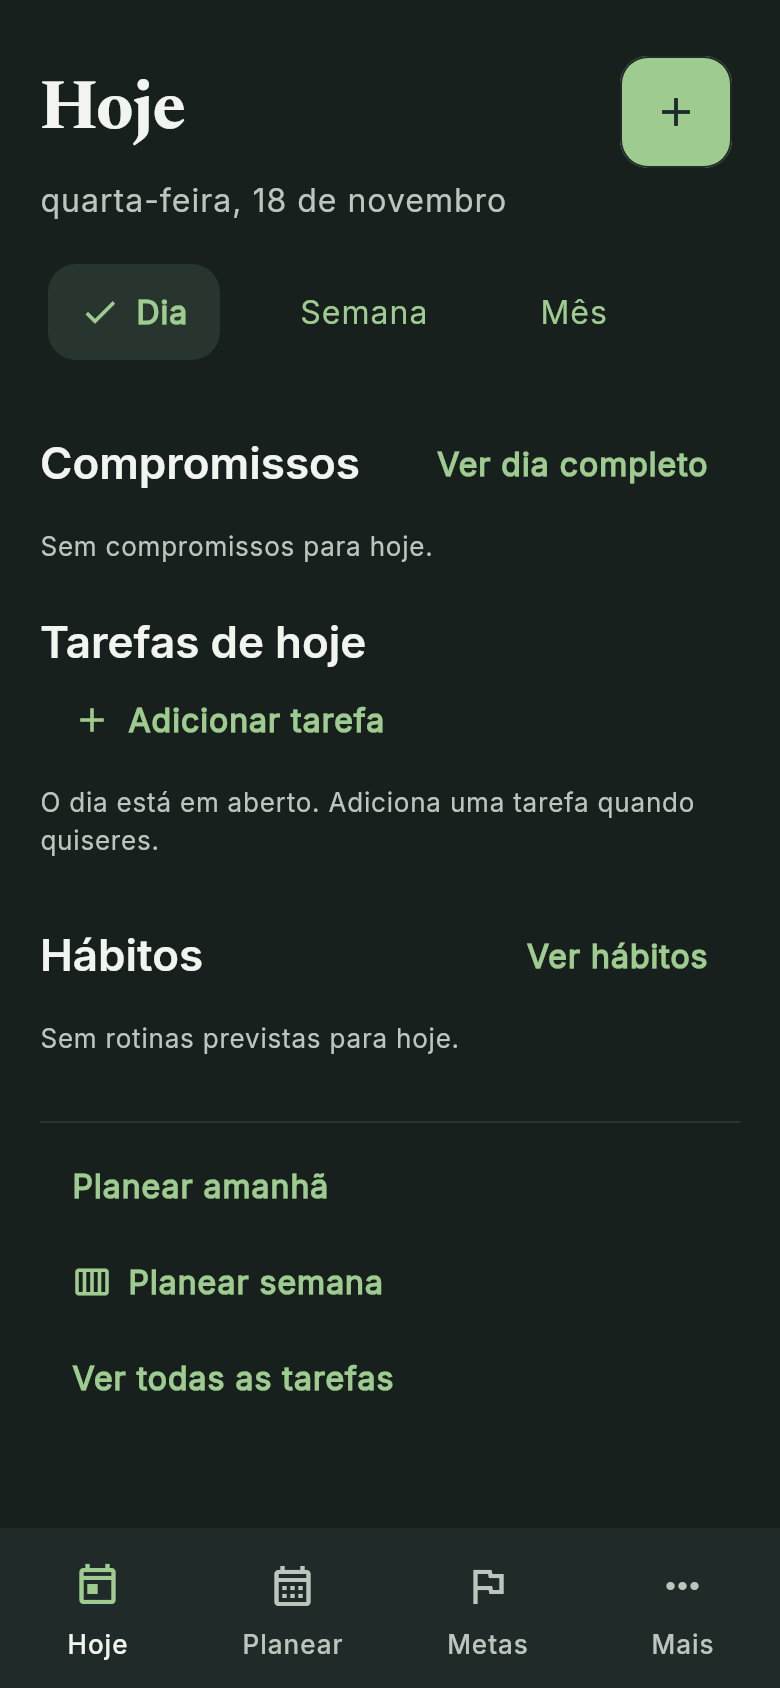 Hoje
quarta-feira, 18 de novembro
Dia
Semana
Mês
Compromissos
Ver dia completo
Sem compromissos para hoje.
Tarefas de hoje
Adicionar tarefa
O dia está em aberto. Adiciona uma tarefa quando
quiseres.
Hábitos
Ver hábitos
Sem rotinas previstas para hoje.
Planear amanhã
Planear semana
Ver todas as tarefas
Hoje
Planear
Metas
Mais